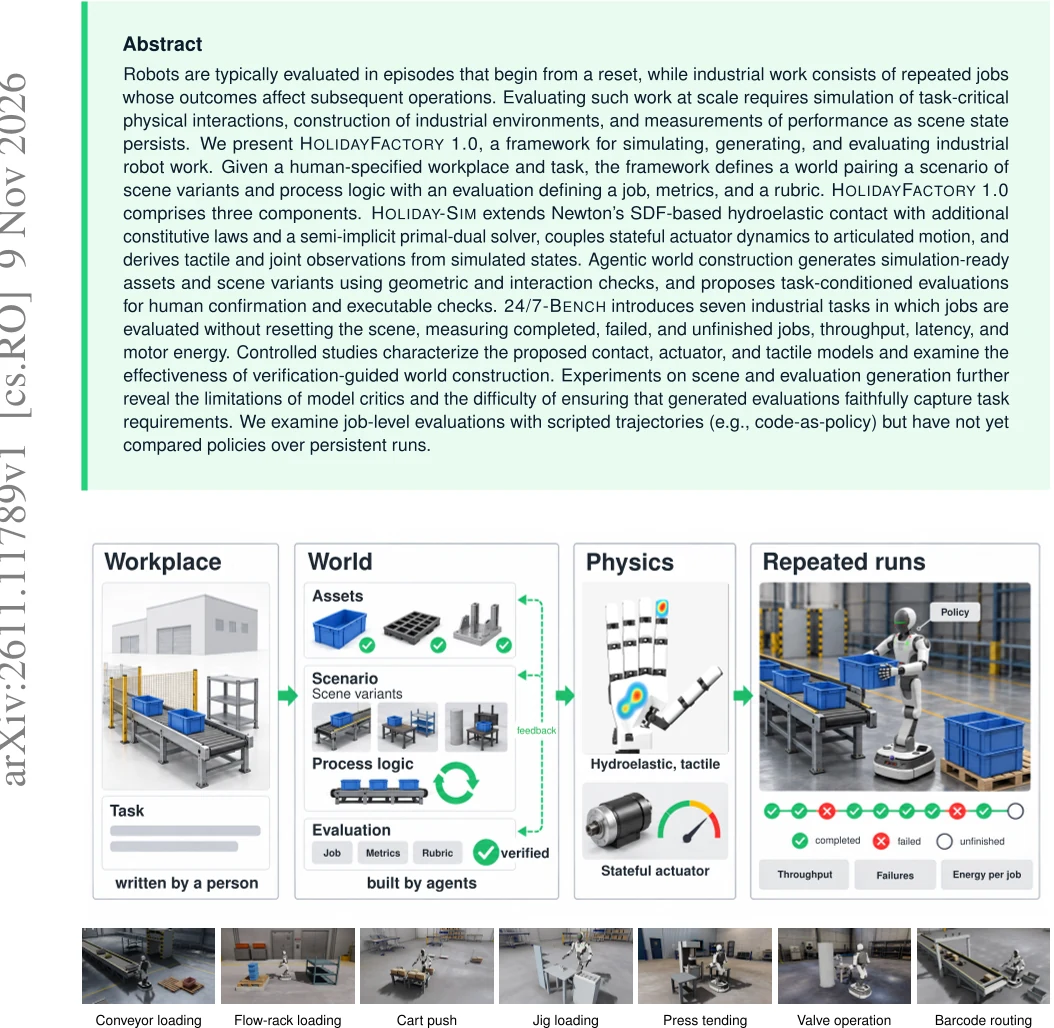 arXiv:2611.11789v1 [cs.RO] 9 Nov 2026
Abstract
Robots are typically evaluated in episodes that begin from a reset, while industrial work consists of repeated jobs
whose outcomes affect subsequent operations. Evaluating such work at scale requires simulation of task-critical
physical interactions, construction of industrial environments, and measurements of performance as scene state
persists. We present HOLIDAYFACTORY 1.0, a framework for simulating, generating, and evaluating industrial
robot work. Given a human-specified workplace and task, the framework defines a world pairing a scenario of
scene variants and process logic with an evaluation defining a job, metrics, and a rubric. HOLIDAYFACTORY 1.0
comprises three components. HOLIDAY-SIM extends Newton's SDF-based hydroelastic contact with additional
constitutive laws and a semi-implicit primal-dual solver, couples stateful actuator dynamics to articulated motion, and
derives tactile and joint observations from simulated states. Agentic world construction generates simulation-ready
assets and scene variants using geometric and interaction checks, and proposes task-conditioned evaluations
for human confirmation and executable checks. 24/7-BENCH introduces seven industrial tasks in which jobs are
evaluated without resetting the scene, measuring completed, failed, and unfinished jobs, throughput, latency, and
motor energy. Controlled studies characterize the proposed contact, actuator, and tactile models and examine the
effectiveness of verification-guided world construction. Experiments on scene and evaluation generation further
reveal the limitations of model critics and the difficulty of ensuring that generated evaluations faithfully capture task
requirements. We examine job-level evaluations with scripted trajectories (e.g., code-as-policy) but have not yet
compared policies over persistent runs.
Workplace
Task
written by a person
World
Assets
Scenario
Scene variants
Process logic
feedback
Evaluation
Job Metrics Rubric verified
built by agents
Physics
Hydroelastic, tactile
Stateful actuator
Repeated runs
Policy
completed failed unfinished
Throughput Failures Energy per job
Conveyor loading Flow-rack loading Cart push Jig loading Press tending Valve operation Barcode routing